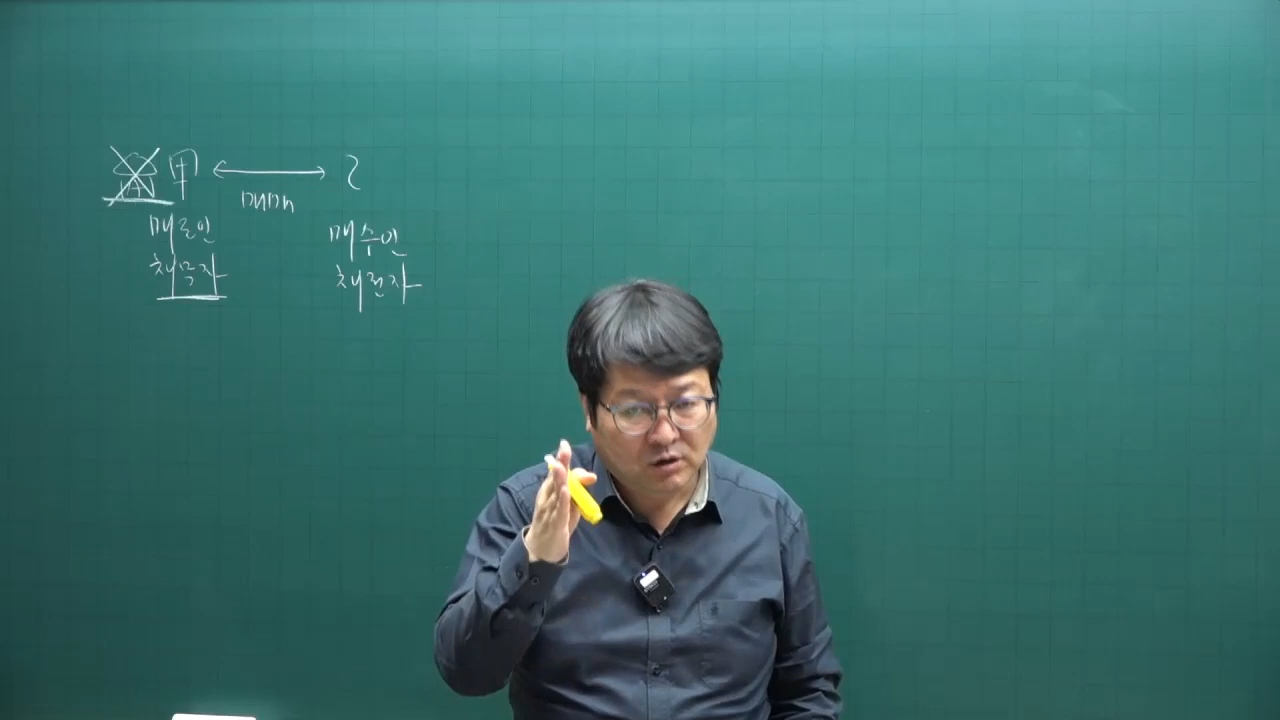 甲 ↔ 乙
매매
매도인 매수인
채무자 채권자